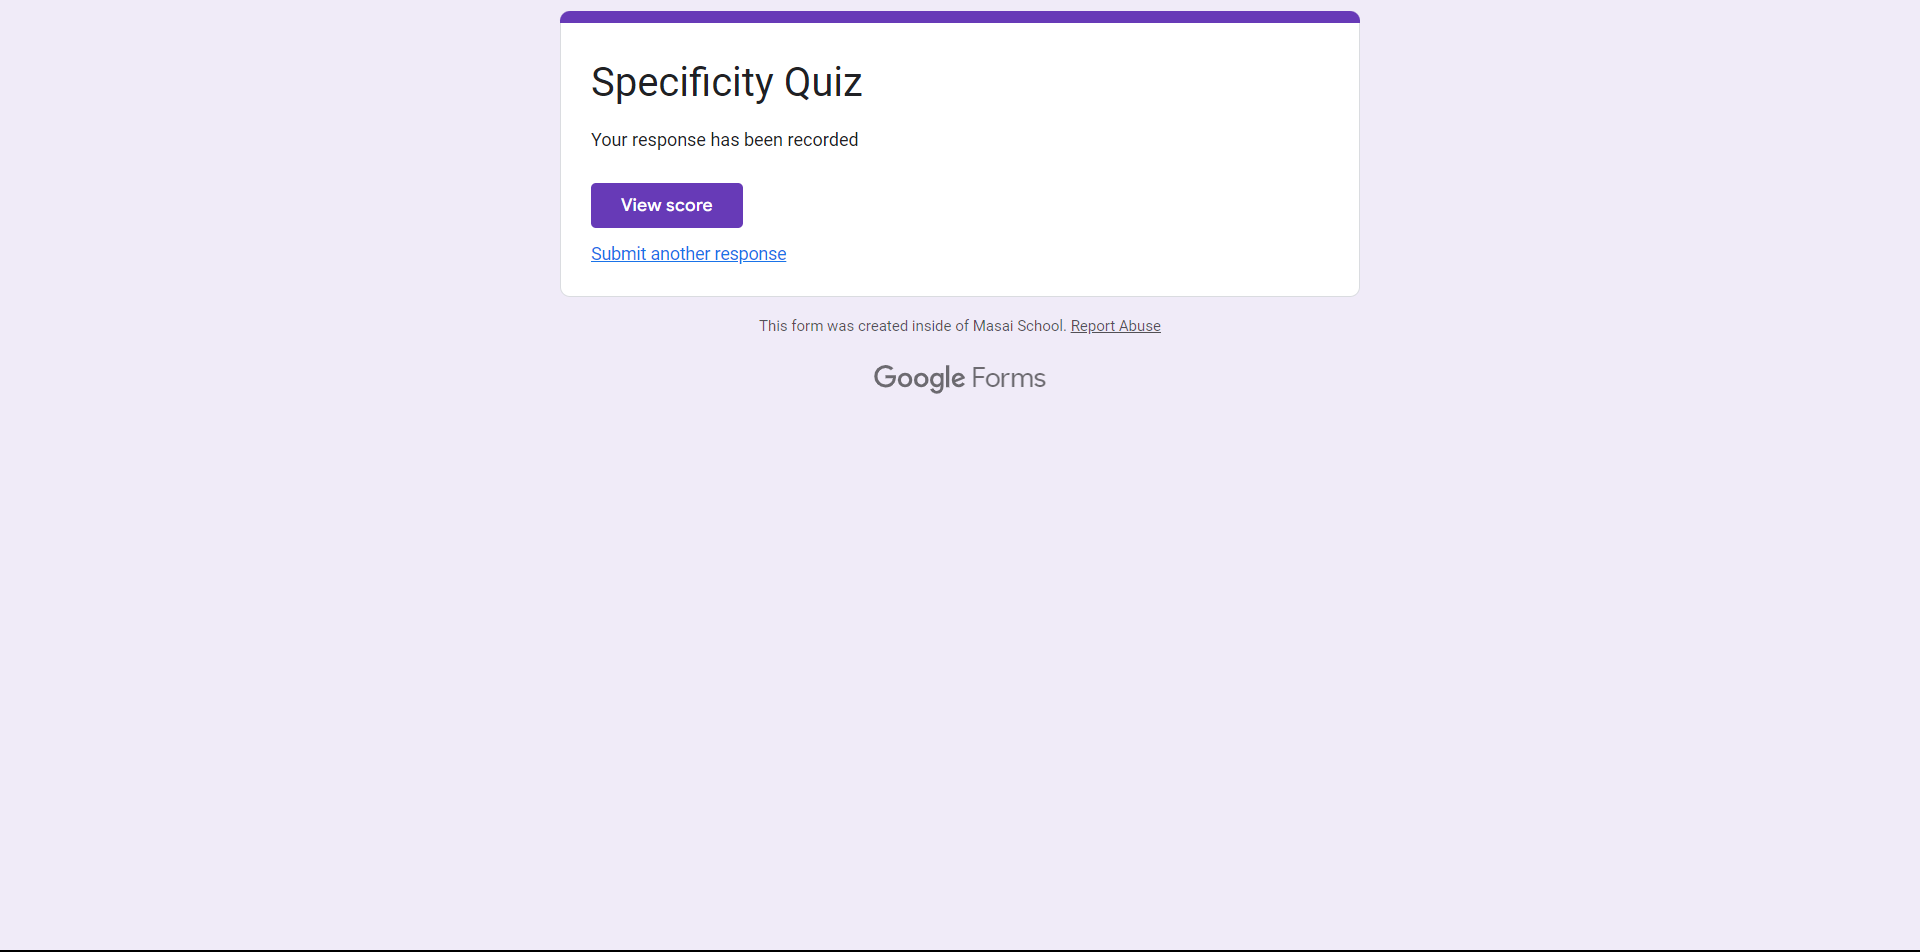 Specificity Quiz
Your response has been recorded
View score
Submit another response
This form was created inside of Masai School. Report Abuse
Google Forms